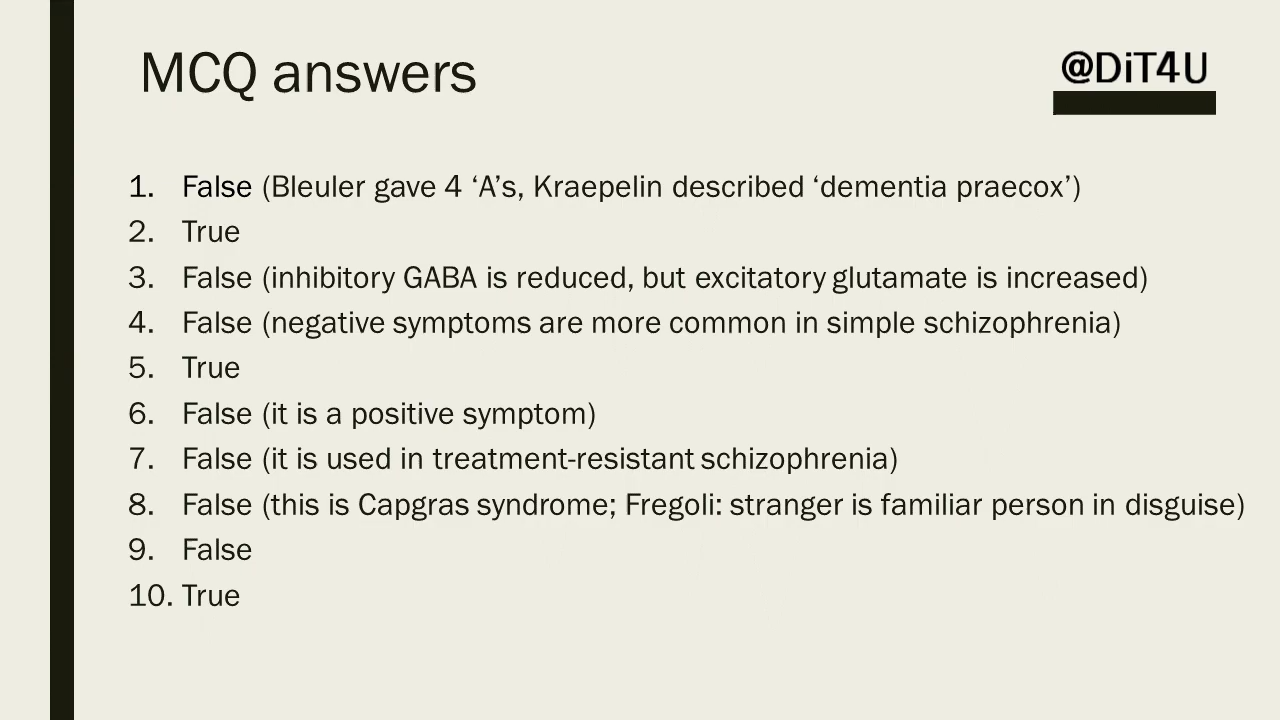 MCQ answers
@DiT4U
1. False (Bleuler gave 4 ‘A’s, Kraepelin described ‘dementia praecox’)
2. True
3. False (inhibitory GABA is reduced, but excitatory glutamate is increased)
4. False (negative symptoms are more common in simple schizophrenia)
5. True
6. False (it is a positive symptom)
7. False (it is used in treatment-resistant schizophrenia)
8. False (this is Capgras syndrome; Fregoli: stranger is familiar person in disguise)
9. False
10. True